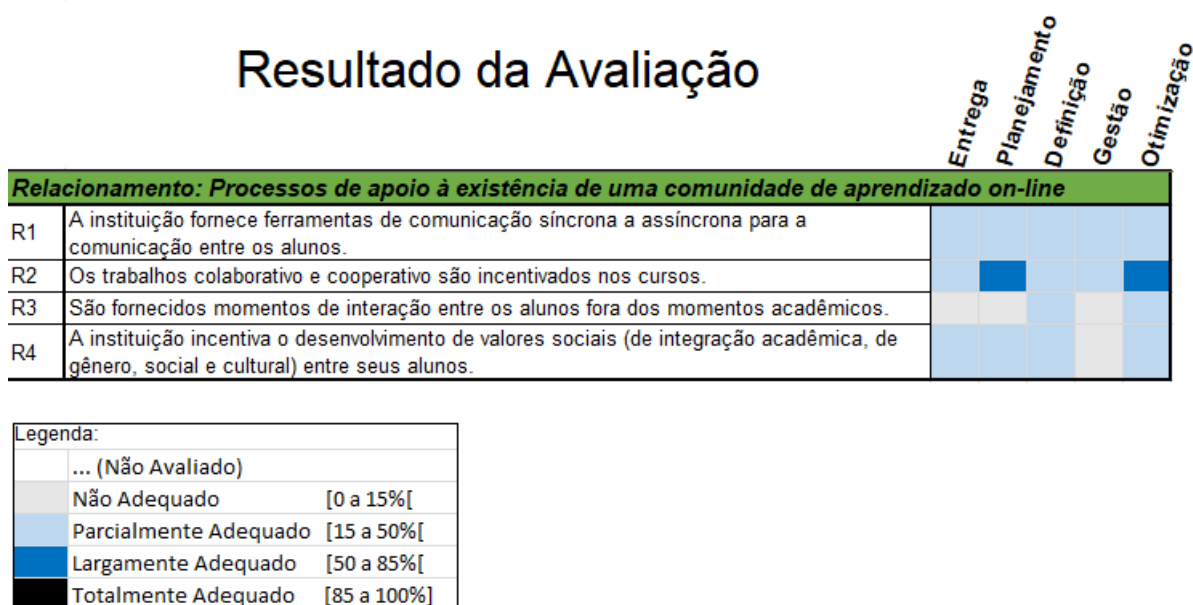 Resultado da Avaliação
Entrega
Planejamento
Definição
Gestão
Otimização
Relacionamento: Processos de apoio à existência de uma comunidade de aprendizado on-line
R1
A instituição fornece ferramentas de comunicação síncrona a assíncrona para a
comunicação entre os alunos.
R2
Os trabalhos colaborativo e cooperativo são incentivados nos cursos.
R3
São fornecidos momentos de interação entre os alunos fora dos momentos acadêmicos.
R4
A instituição incentiva o desenvolvimento de valores sociais (de integração acadêmica, de
gênero, social e cultural) entre seus alunos.
Legenda:
... (Não Avaliado)
Não Adequado [0 a 15%[
Parcialmente Adequado [15 a 50%[
Largamente Adequado [50 a 85%[
Totalmente Adequado [85 a 100%]